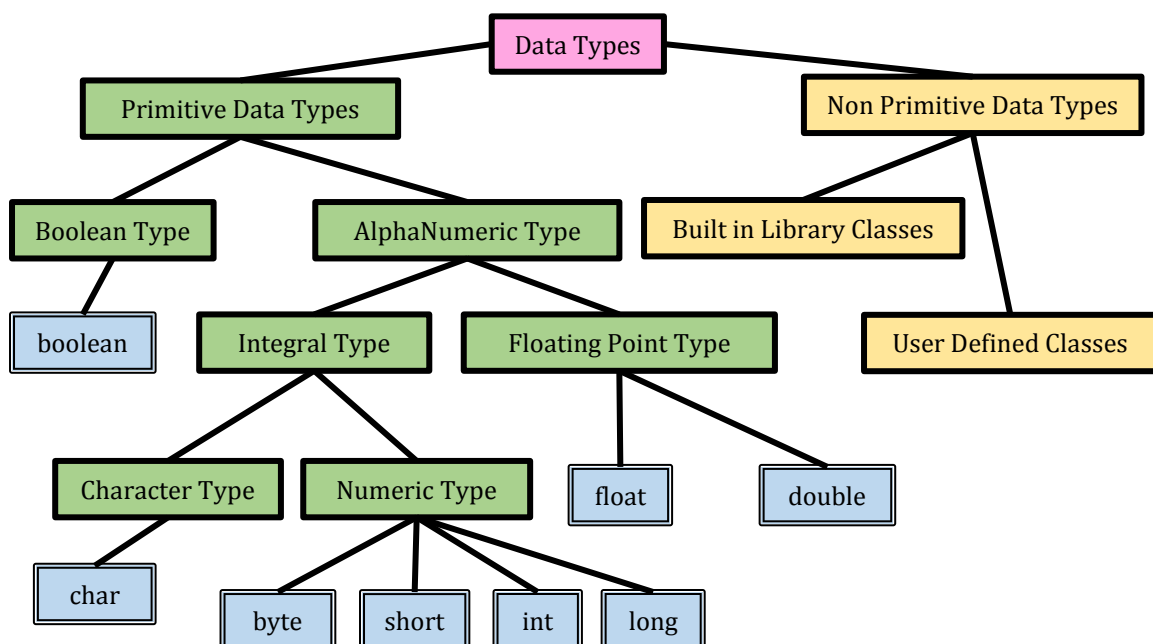 Data Types
Primitive Data Types
Non Primitive Data Types
Boolean Type
AlphaNumeric Type
Built in Library Classes
boolean
Integral Type
Floating Point Type
User Defined Classes
Character Type
Numeric Type
float
double
char
byte
short
int
long